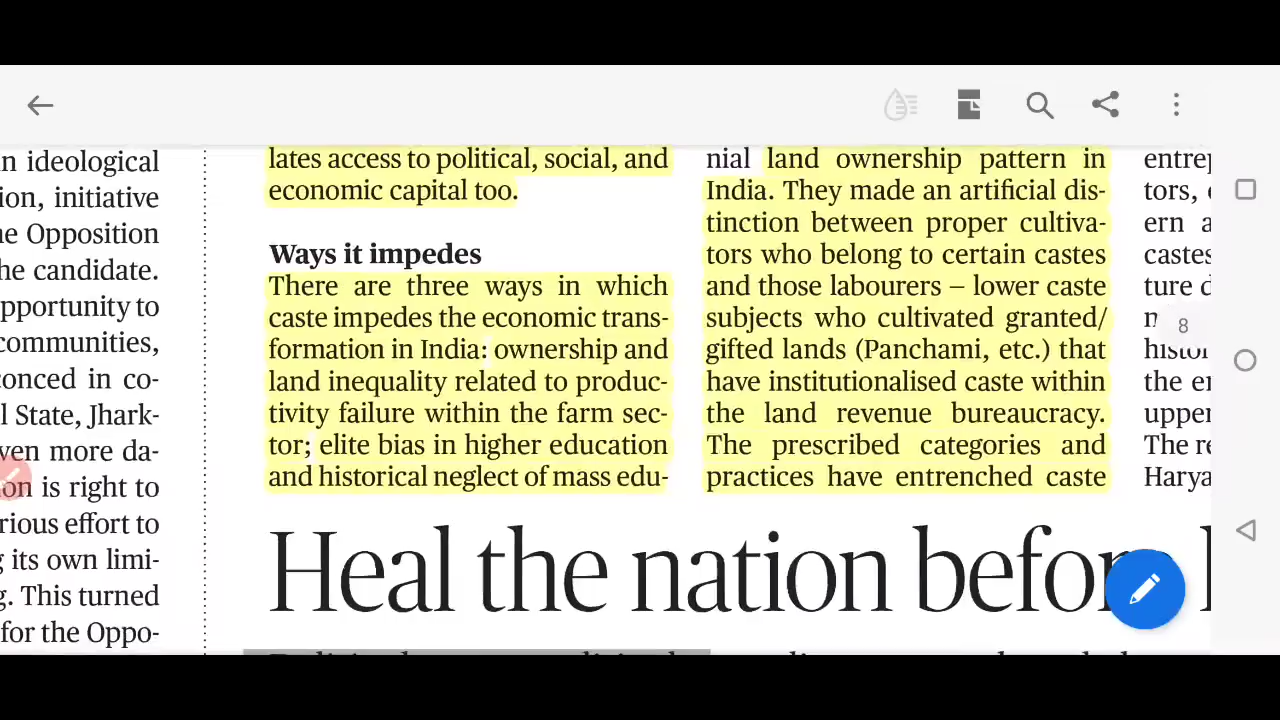 n ideological
ion, initiative
e Opposition
he candidate.
pportunity to
communities,
conced in co-
l State, Jhark-
ven more da-
on is right to
rious effort to
g its own limi-
g. This turned
for the Oppo-
lates access to political, social, and
economic capital too.
Ways it impedes
There are three ways in which
caste impedes the economic trans-
formation in India: ownership and
land inequality related to produc-
tivity failure within the farm sec-
tor; elite bias in higher education
and historical neglect of mass edu-
nial land ownership pattern in
India. They made an artificial dis-
tinction between proper cultiva-
tors who belong to certain castes
and those labourers – lower caste
subjects who cultivated granted/
gifted lands (Panchami, etc.) that
have institutionalised caste within
the land revenue bureaucracy.
The prescribed categories and
practices have entrenched caste
entrep
tors,
ern a
castes
ture d
histor
the e
upper
The re
Harya
8
Heal the nation before